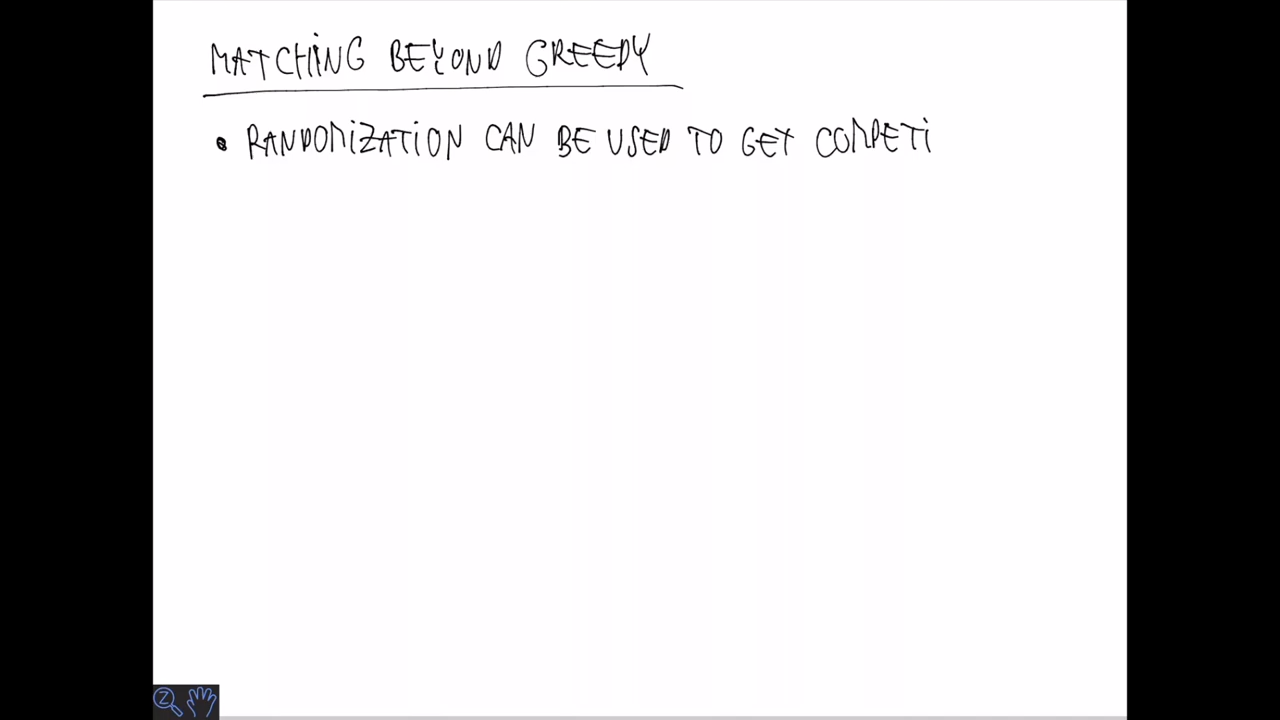 MATCHING BEYOND GREEDY
• RANDOMIZATION CAN BE USED TO GET COMPETI
Z